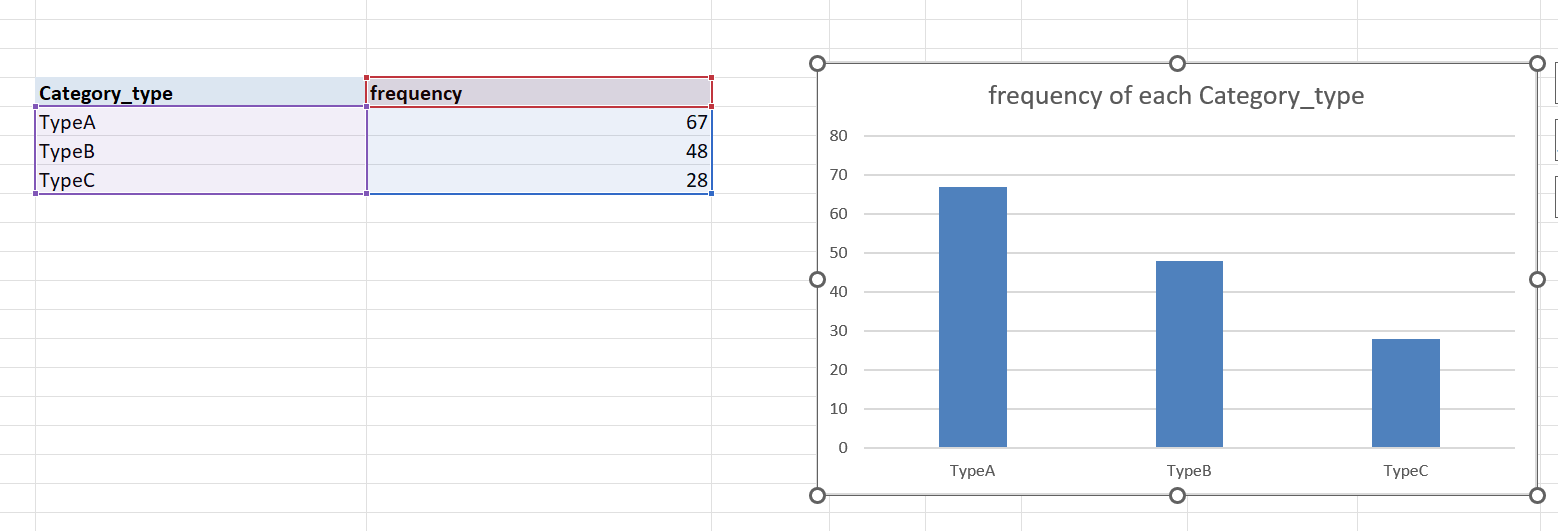 Category_type frequency
TypeA 67
TypeB 48
TypeC 28
frequency of each Category_type
80
70
60
50
40
30
20
10
0
TypeA TypeB TypeC